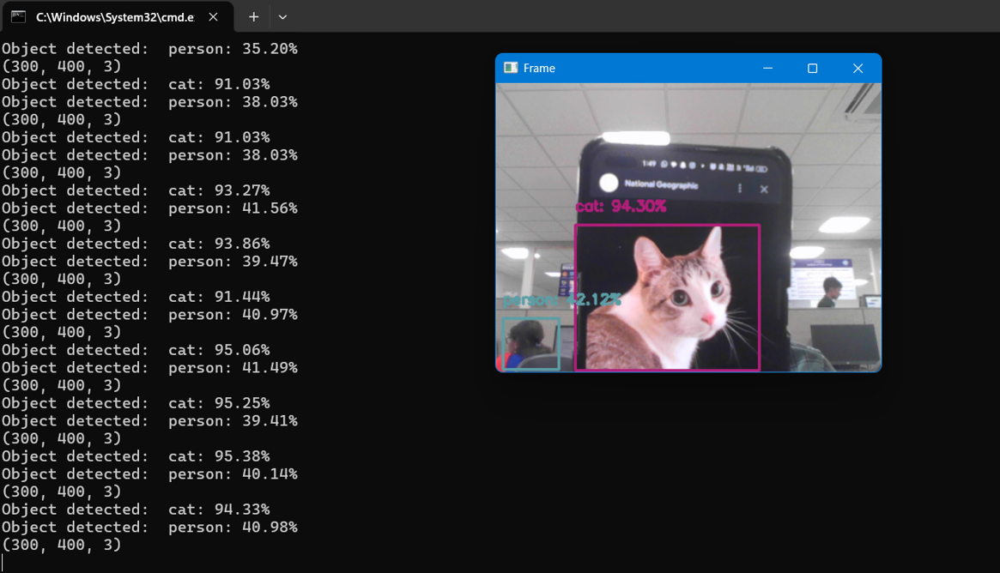 C:\Windows\System32\cmd.e
Object detected:  person: 35.20%
(300, 400, 3)
Object detected:  cat: 91.03%
Object detected:  person: 38.03%
(300, 400, 3)
Object detected:  cat: 91.03%
Object detected:  person: 38.03%
(300, 400, 3)
Object detected:  cat: 93.27%
Object detected:  person: 41.56%
(300, 400, 3)
Object detected:  cat: 93.86%
Object detected:  person: 39.47%
(300, 400, 3)
Object detected:  cat: 91.44%
Object detected:  person: 40.97%
(300, 400, 3)
Object detected:  cat: 95.06%
Object detected:  person: 41.49%
(300, 400, 3)
Object detected:  cat: 95.25%
Object detected:  person: 39.41%
(300, 400, 3)
Object detected:  cat: 95.38%
Object detected:  person: 40.14%
(300, 400, 3)
Object detected:  cat: 94.33%
Object detected:  person: 40.98%
(300, 400, 3)
Frame
1:49
National Geographic
cat: 94.30%
person: 42.12%